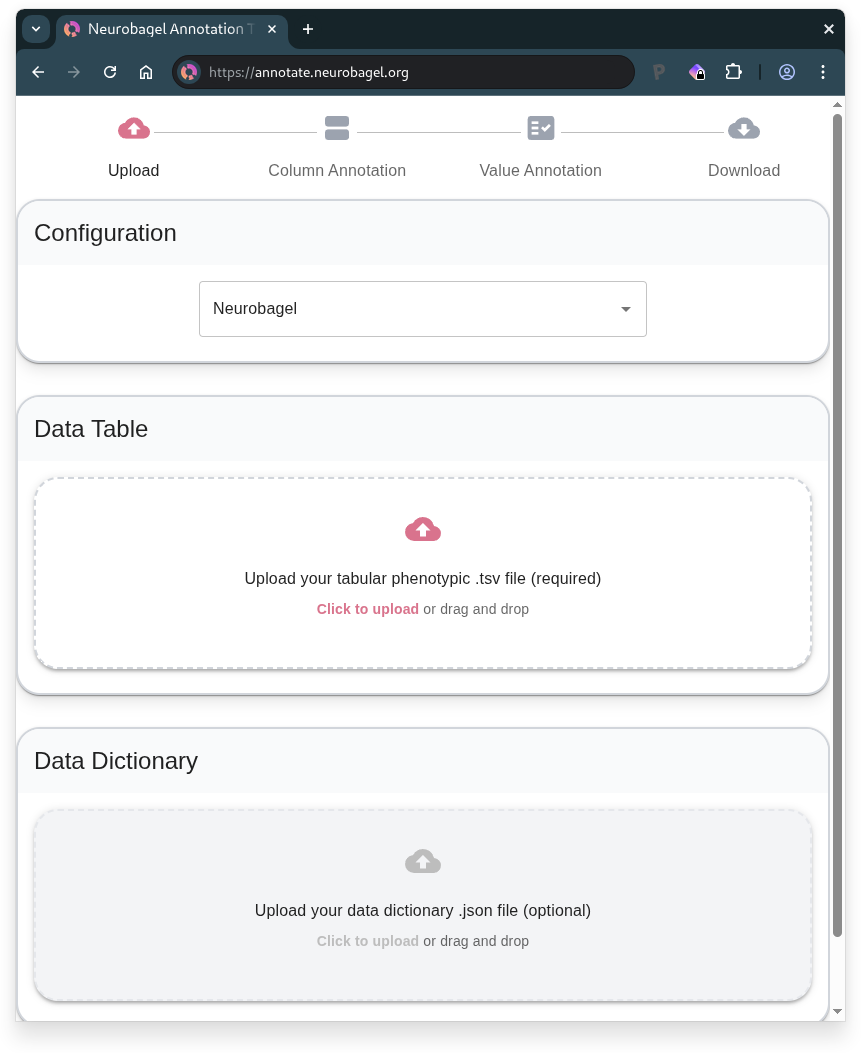 Neurobagel Annotation T
https://annotate.neurobagel.org
Upload
Column Annotation
Value Annotation
Download
Configuration
Neurobagel
Data Table
Upload your tabular phenotypic .tsv file (required)
Click to upload or drag and drop
Data Dictionary
Upload your data dictionary .json file (optional)
Click to upload or drag and drop